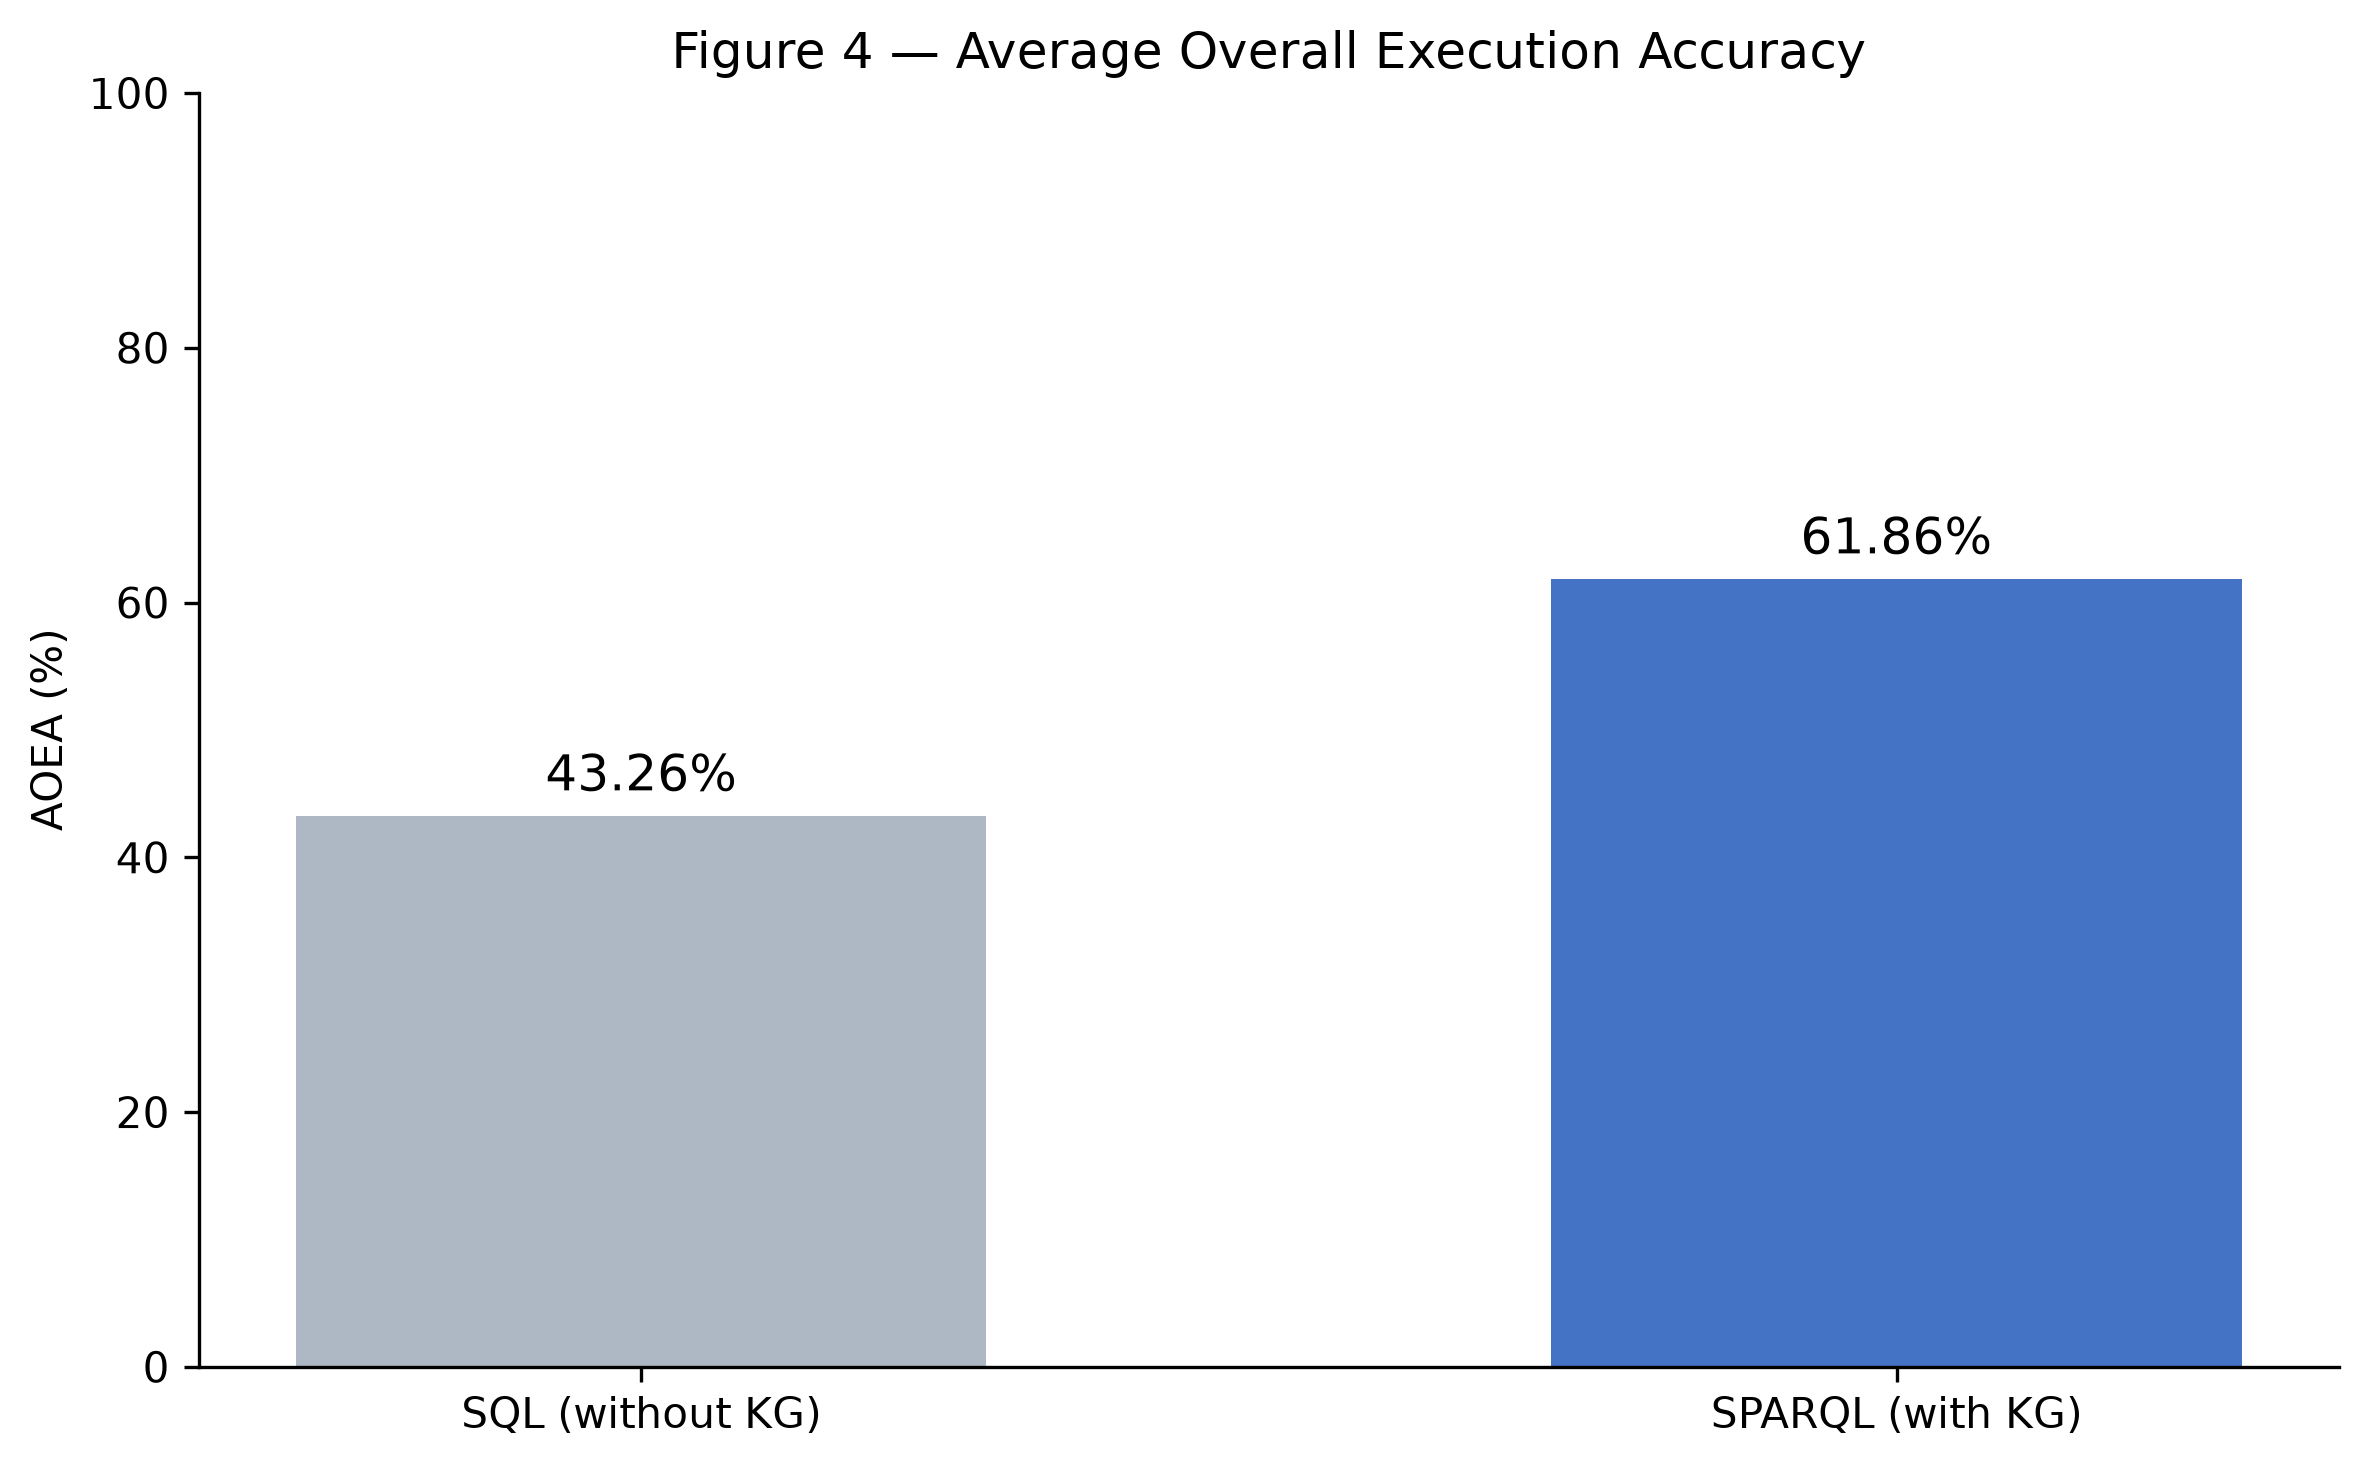 Figure 4 — Average Overall Execution Accuracy
100
80
60
40
20
0
AOEA (%)
43.26%
61.86%
SQL (without KG)
SPARQL (with KG)